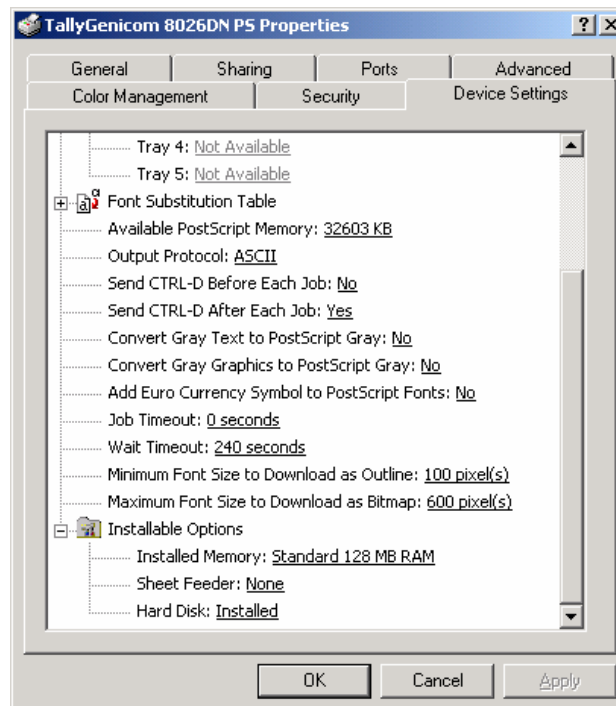 TallyGenicom 8026DN PS Properties
General Sharing Ports Advanced
Color Management Security Device Settings
Tray 4: Not Available
Tray 5: Not Available
Font Substitution Table
Available PostScript Memory: 32603 KB
Output Protocol: ASCII
Send CTRL-D Before Each Job: No
Send CTRL-D After Each Job: Yes
Convert Gray Text to PostScript Gray: No
Convert Gray Graphics to PostScript Gray: No
Add Euro Currency Symbol to PostScript Fonts: No
Job Timeout: 0 seconds
Wait Timeout: 240 seconds
Minimum Font Size to Download as Outline: 100 pixel(s)
Maximum Font Size to Download as Bitmap: 600 pixel(s)
Installable Options
Installed Memory: Standard 128 MB RAM
Sheet Feeder: None
Hard Disk: Installed
OK Cancel Apply